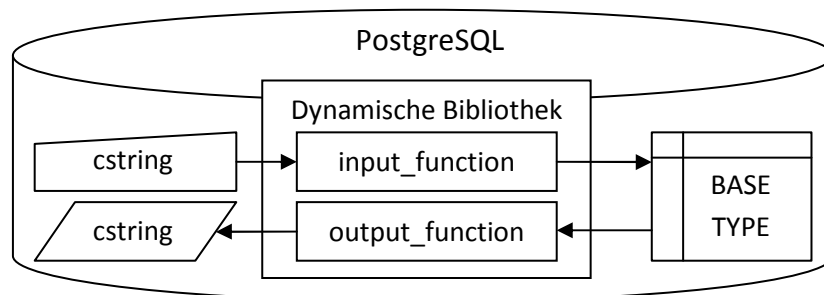 PostgreSQL
Dynamische Bibliothek
cstring
input_function
BASE
TYPE
cstring
output_function